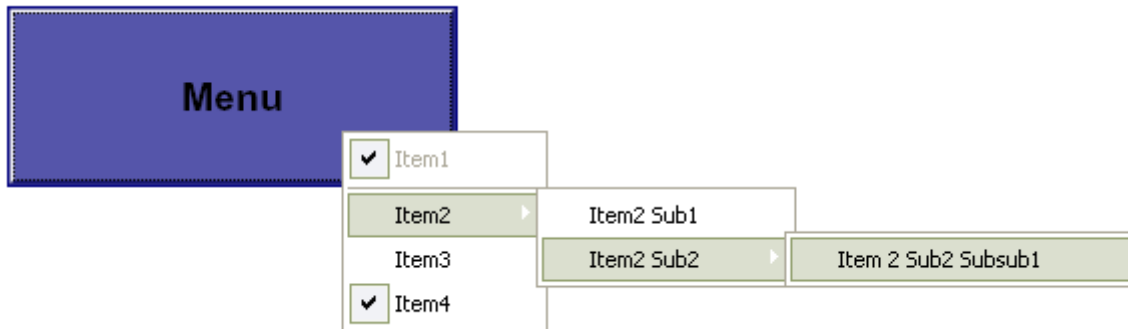 Menu
Item1
Item2
Item2 Sub1
Item3
Item2 Sub2
Item 2 Sub2 Subsub1
Item4